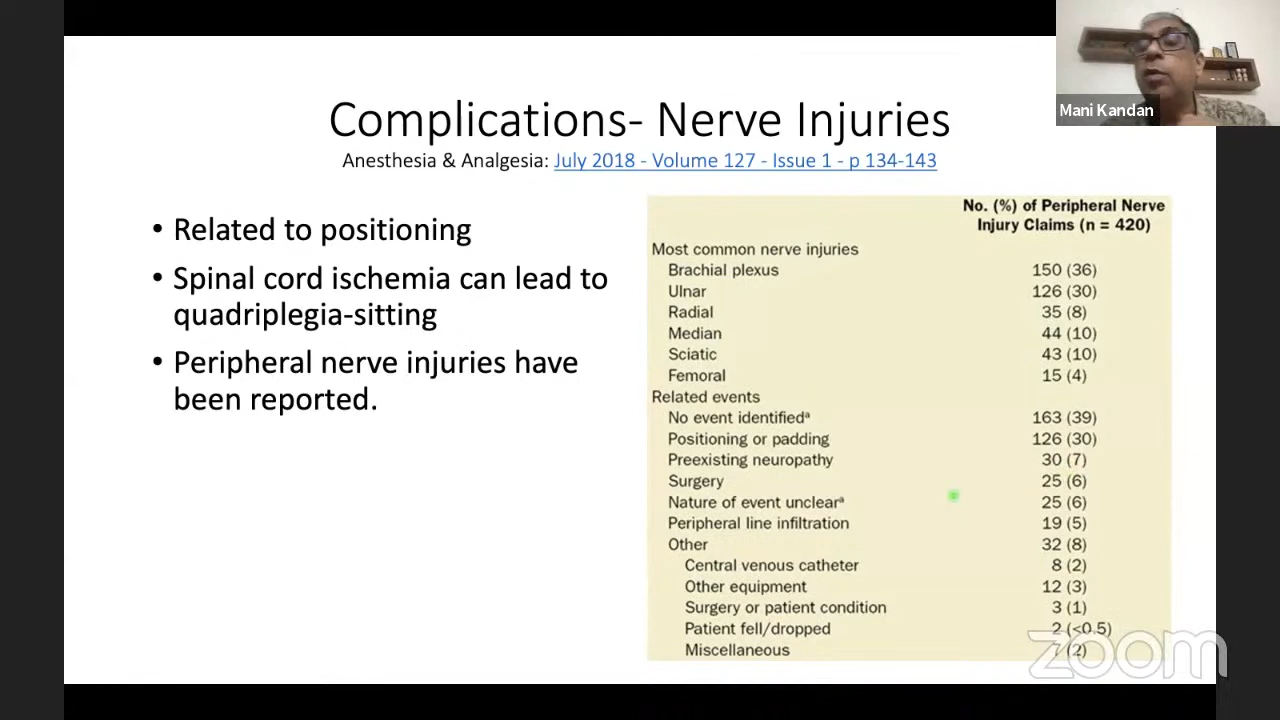 Mani Kandan
Complications- Nerve Injuries
Anesthesia & Analgesia: July 2018 - Volume 127 - Issue 1 - p 134-143
• Related to positioning
• Spinal cord ischemia can lead to
quadriplegia-sitting
• Peripheral nerve injuries have
been reported.
No. (%) of Peripheral Nerve
Injury Claims (n = 420)
Most common nerve injuries
Brachial plexus 150 (36)
Ulnar 126 (30)
Radial 35 (8)
Median 44 (10)
Sciatic 43 (10)
Femoral 15 (4)
Related events
No event identifiedᵃ 163 (39)
Positioning or padding 126 (30)
Preexisting neuropathy 30 (7)
Surgery 25 (6)
Nature of event unclearᵃ 25 (6)
Peripheral line infiltration 19 (5)
Other 32 (8)
Central venous catheter 8 (2)
Other equipment 12 (3)
Surgery or patient condition 3 (1)
Patient fell/dropped 2 (<0.5)
Miscellaneous 7 (2)
zoom